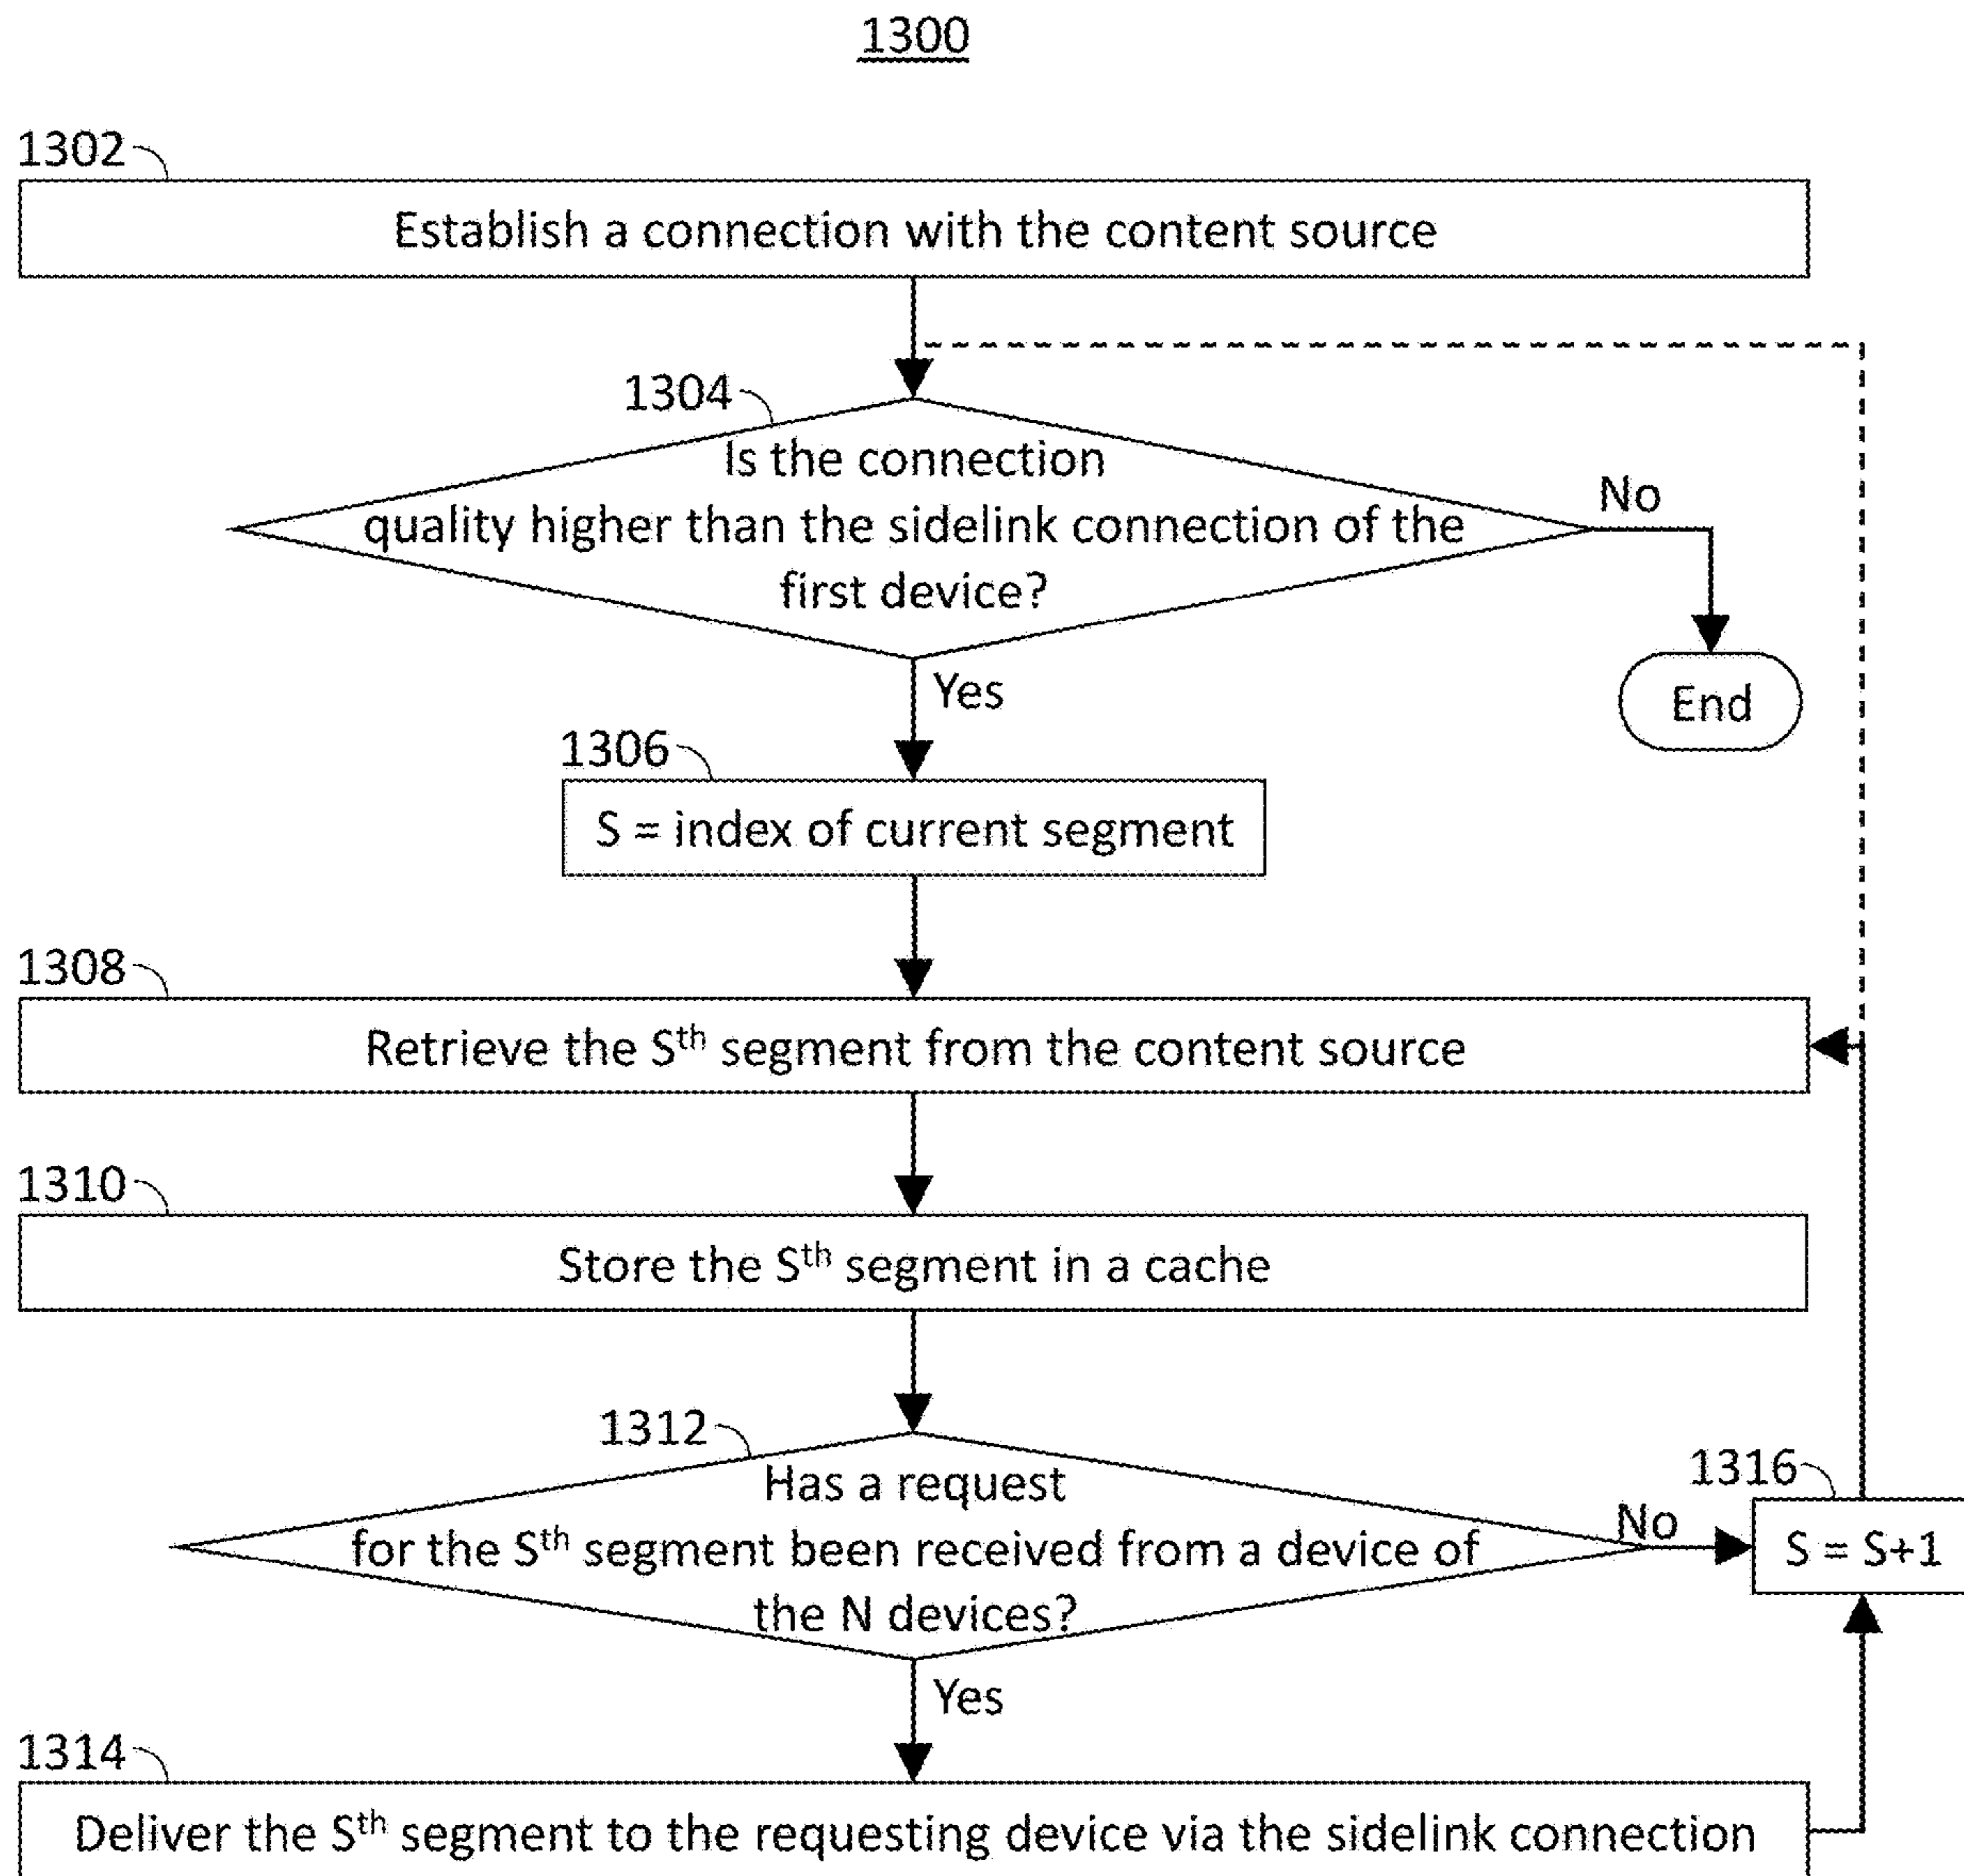 1300
1302
Establish a connection with the content source
1304
Is the connection
quality higher than the sidelink connection of the
first device?
No
End
Yes
1306
S = index of current segment
1308
Retrieve the Sth segment from the content source
1310
Store the Sth segment in a cache
1312
Has a request
for the Sth segment been received from a device of
the N devices?
No
1316
S = S+1
Yes
1314
Deliver the Sth segment to the requesting device via the sidelink connection